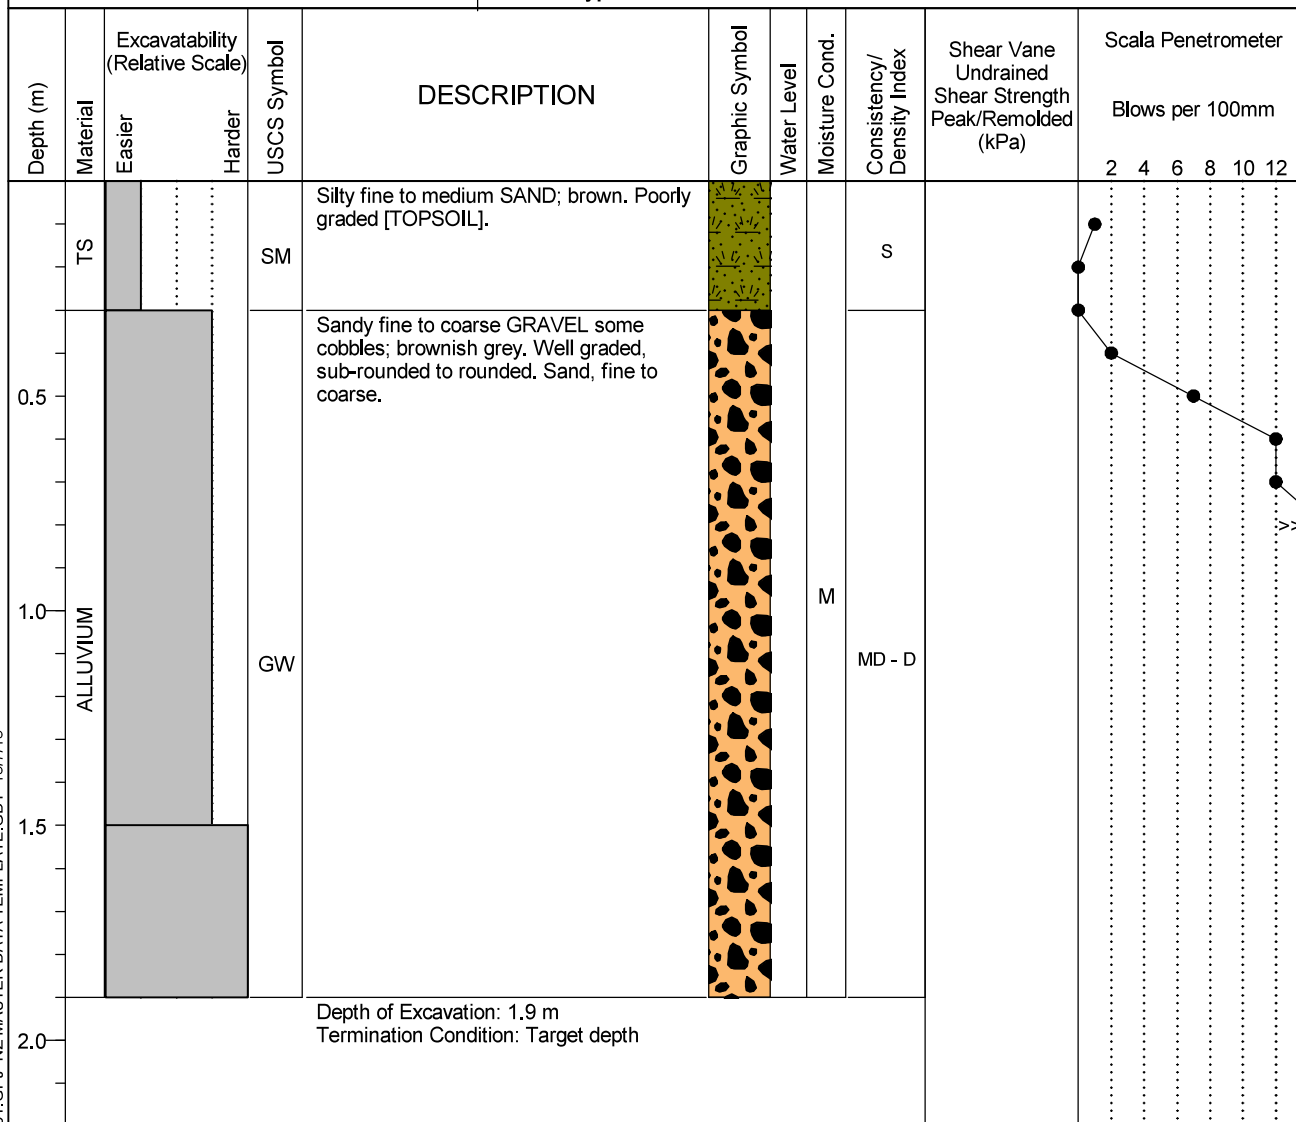 Excavatability
(Relative Scale)
Depth (m)
Material
Easier
Harder
USCS Symbol
DESCRIPTION
Graphic Symbol
Water Level
Moisture Cond.
Consistency/
Density Index
Shear Vane
Undrained
Shear Strength
Peak/Remolded
(kPa)
Scala Penetrometer
Blows per 100mm
2 4 6 8 10 12
TS
SM
Silty fine to medium SAND; brown. Poorly
graded [TOPSOIL].
S
Sandy fine to coarse GRAVEL some
cobbles; brownish grey. Well graded,
sub-rounded to rounded. Sand, fine to
coarse.
0.5
>>
1.0
ALLUVIUM
GW
M
MD - D
1.5
Depth of Excavation: 1.9 m
Termination Condition: Target depth
2.0